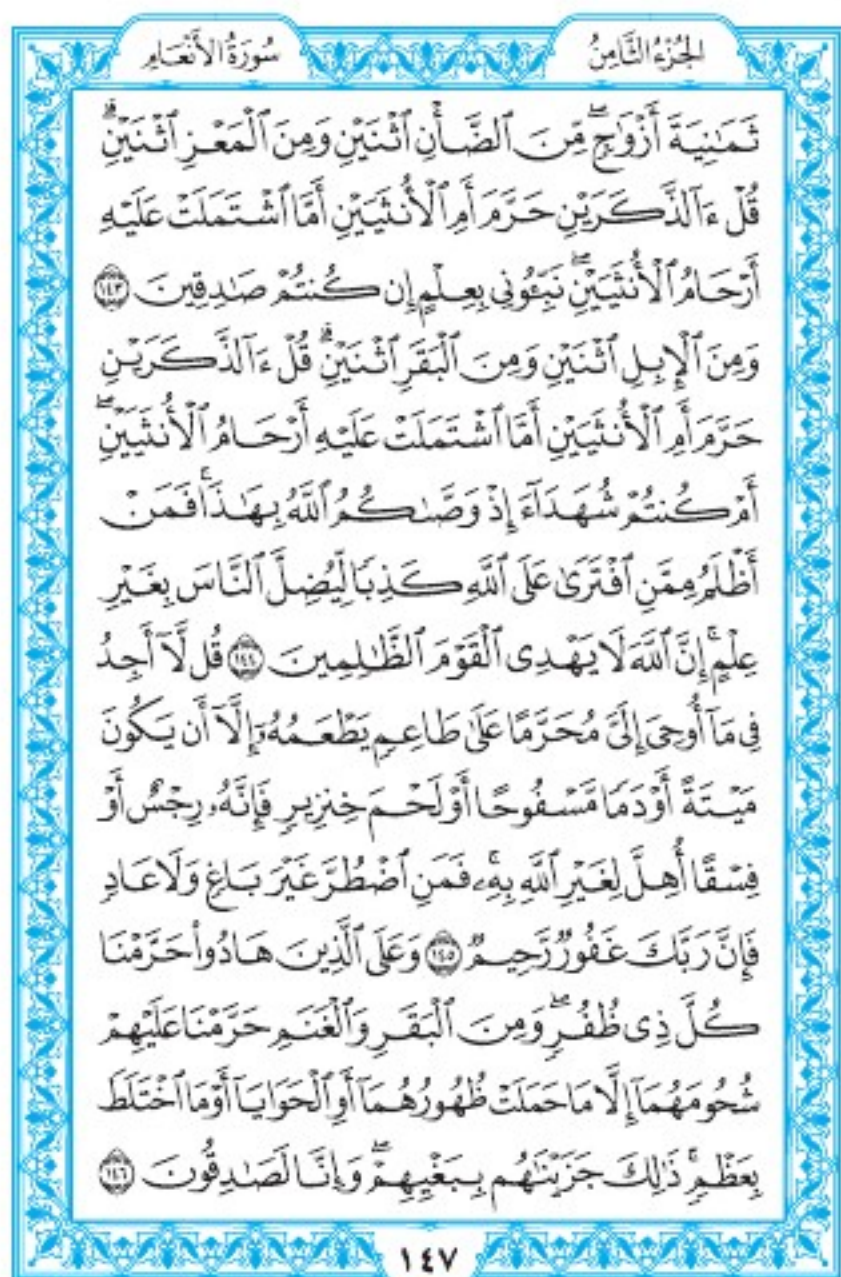 الجُزْءُ الثَّامِنُ
سُورَةُ الأَنْعَامِ
ثَمَٰنِيَةَ أَزْوَٰجٖۖ مِّنَ ٱلضَّأۡنِ ٱثۡنَيۡنِ وَمِنَ ٱلۡمَعۡزِ ٱثۡنَيۡنِۗ
قُلۡ ءَآلذَّكَرَيۡنِ حَرَّمَ أَمِ ٱلۡأُنثَيَيۡنِ أَمَّا ٱشۡتَمَلَتۡ عَلَيۡهِ
أَرۡحَامُ ٱلۡأُنثَيَيۡنِۖ نَبِّـُٔونِي بِعِلۡمٍ إِن كُنتُمۡ صَٰدِقِينَ ١٤٣
وَمِنَ ٱلۡإِبِلِ ٱثۡنَيۡنِ وَمِنَ ٱلۡبَقَرِ ٱثۡنَيۡنِۗ قُلۡ ءَآلذَّكَرَيۡنِ
حَرَّمَ أَمِ ٱلۡأُنثَيَيۡنِ أَمَّا ٱشۡتَمَلَتۡ عَلَيۡهِ أَرۡحَامُ ٱلۡأُنثَيَيۡنِۖ
أَمۡ كُنتُمۡ شُهَدَآءَ إِذۡ وَصَّىٰكُمُ ٱللَّهُ بِهَٰذَاۚ فَمَنۡ
أَظۡلَمُ مِمَّنِ ٱفۡتَرَىٰ عَلَى ٱللَّهِ كَذِبٗا لِّيُضِلَّ ٱلنَّاسَ بِغَيۡرِ
عِلۡمٍۚ إِنَّ ٱللَّهَ لَا يَهۡدِي ٱلۡقَوۡمَ ٱلظَّٰلِمِينَ ١٤٤ قُل لَّآ أَجِدُ
فِي مَآ أُوحِيَ إِلَيَّ مُحَرَّمًا عَلَىٰ طَاعِمٖ يَطۡعَمُهُۥٓ إِلَّآ أَن يَكُونَ
مَيۡتَةً أَوۡ دَمٗا مَّسۡفُوحًا أَوۡ لَحۡمَ خِنزِيرٖ فَإِنَّهُۥ رِجۡسٌ أَوۡ
فِسۡقًا أُهِلَّ لِغَيۡرِ ٱللَّهِ بِهِۦۚ فَمَنِ ٱضۡطُرَّ غَيۡرَ بَاغٖ وَلَا عَادٖ
فَإِنَّ رَبَّكَ غَفُورٞ رَّحِيمٞ ١٤٥ وَعَلَى ٱلَّذِينَ هَادُواْ حَرَّمۡنَا
كُلَّ ذِي ظُفُرٖۖ وَمِنَ ٱلۡبَقَرِ وَٱلۡغَنَمِ حَرَّمۡنَا عَلَيۡهِمۡ
شُحُومَهُمَآ إِلَّا مَا حَمَلَتۡ ظُهُورُهُمَآ أَوِ ٱلۡحَوَايَآ أَوۡ مَا ٱخۡتَلَطَ
بِعَظۡمٖۚ ذَٰلِكَ جَزَيۡنَٰهُم بِبَغۡيِهِمۡۖ وَإِنَّا لَصَٰدِقُونَ ١٤٦
١٤٧